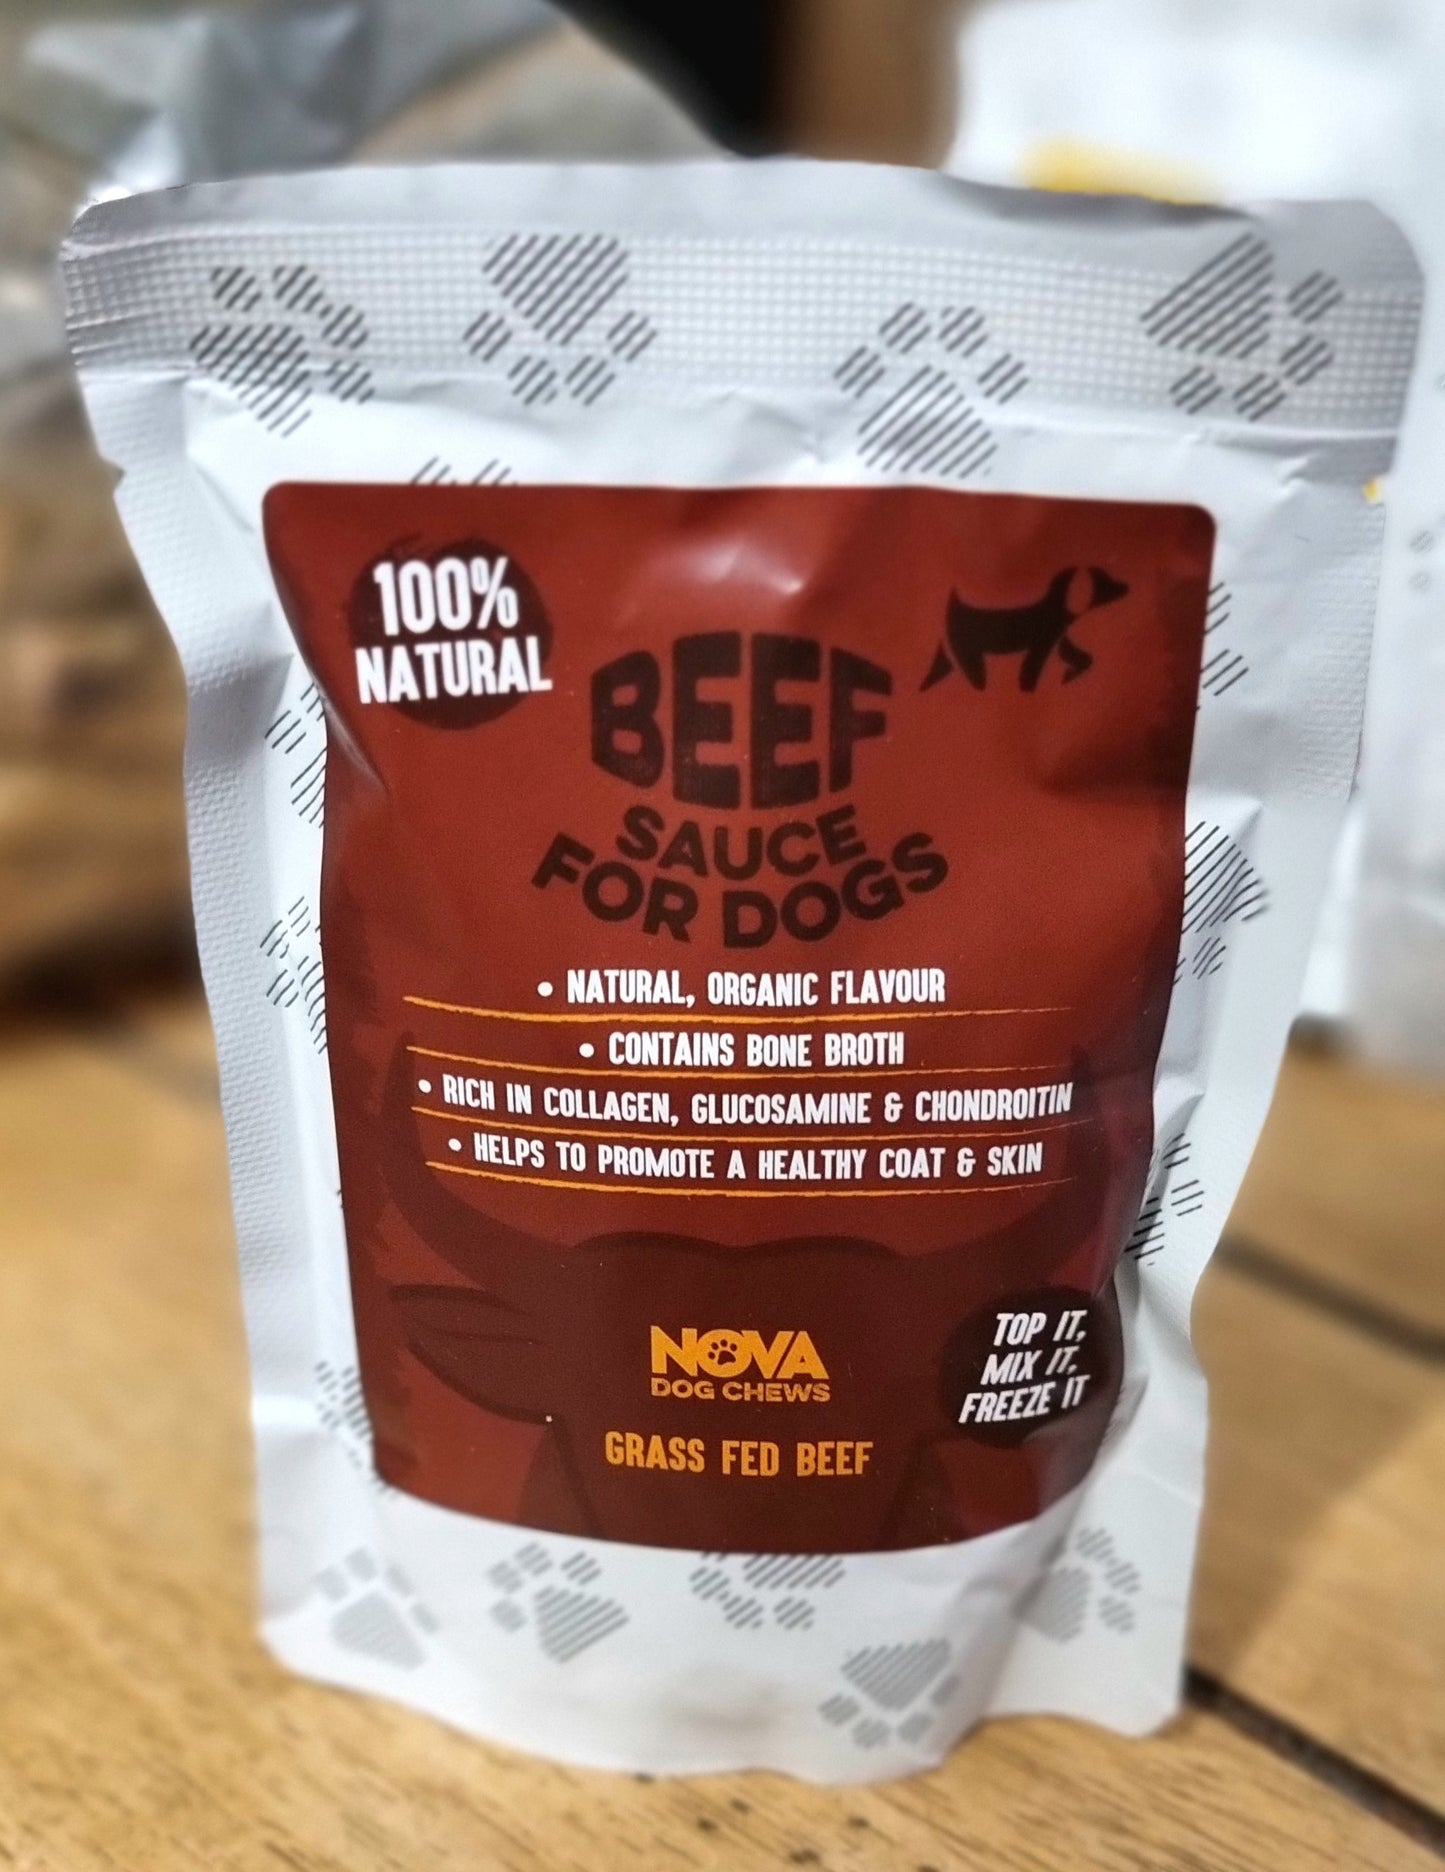 100%
NATURAL
BEEF
SAUCE
FOR DOGS
• NATURAL, ORGANIC FLAVOUR
• CONTAINS BONE BROTH
• RICH IN COLLAGEN, GLUCOSAMINE & CHONDROITIN
• HELPS TO PROMOTE A HEALTHY COAT & SKIN
NOVA
DOG CHEWS
GRASS FED BEEF
TOP IT,
MIX IT,
FREEZE IT